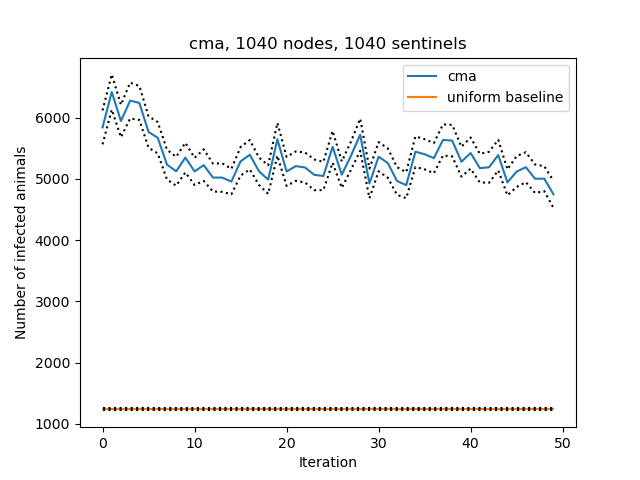 cma, 1040 nodes, 1040 sentinels
cma
uniform baseline
Number of infected animals
6000
5000
4000
3000
2000
1000
0 10 20 30 40 50
Iteration